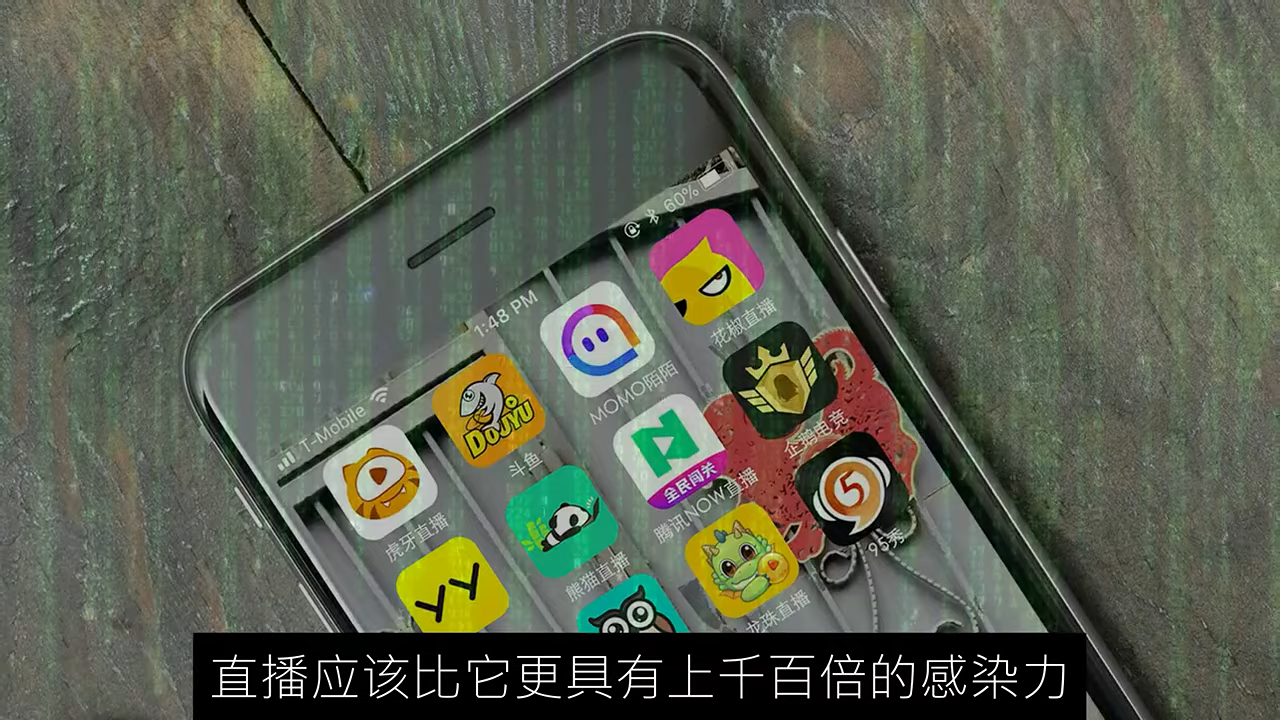 60%
1:48 PM
T-Mobile
花椒直播
MOMO陌陌
企鹅电竞
DOUYU
斗鱼
N
全民闯关
腾讯NOW直播
5
95秀
虎牙直播
熊猫直播
龙珠直播
YY
直播应该比它更具有上千百倍的感染力